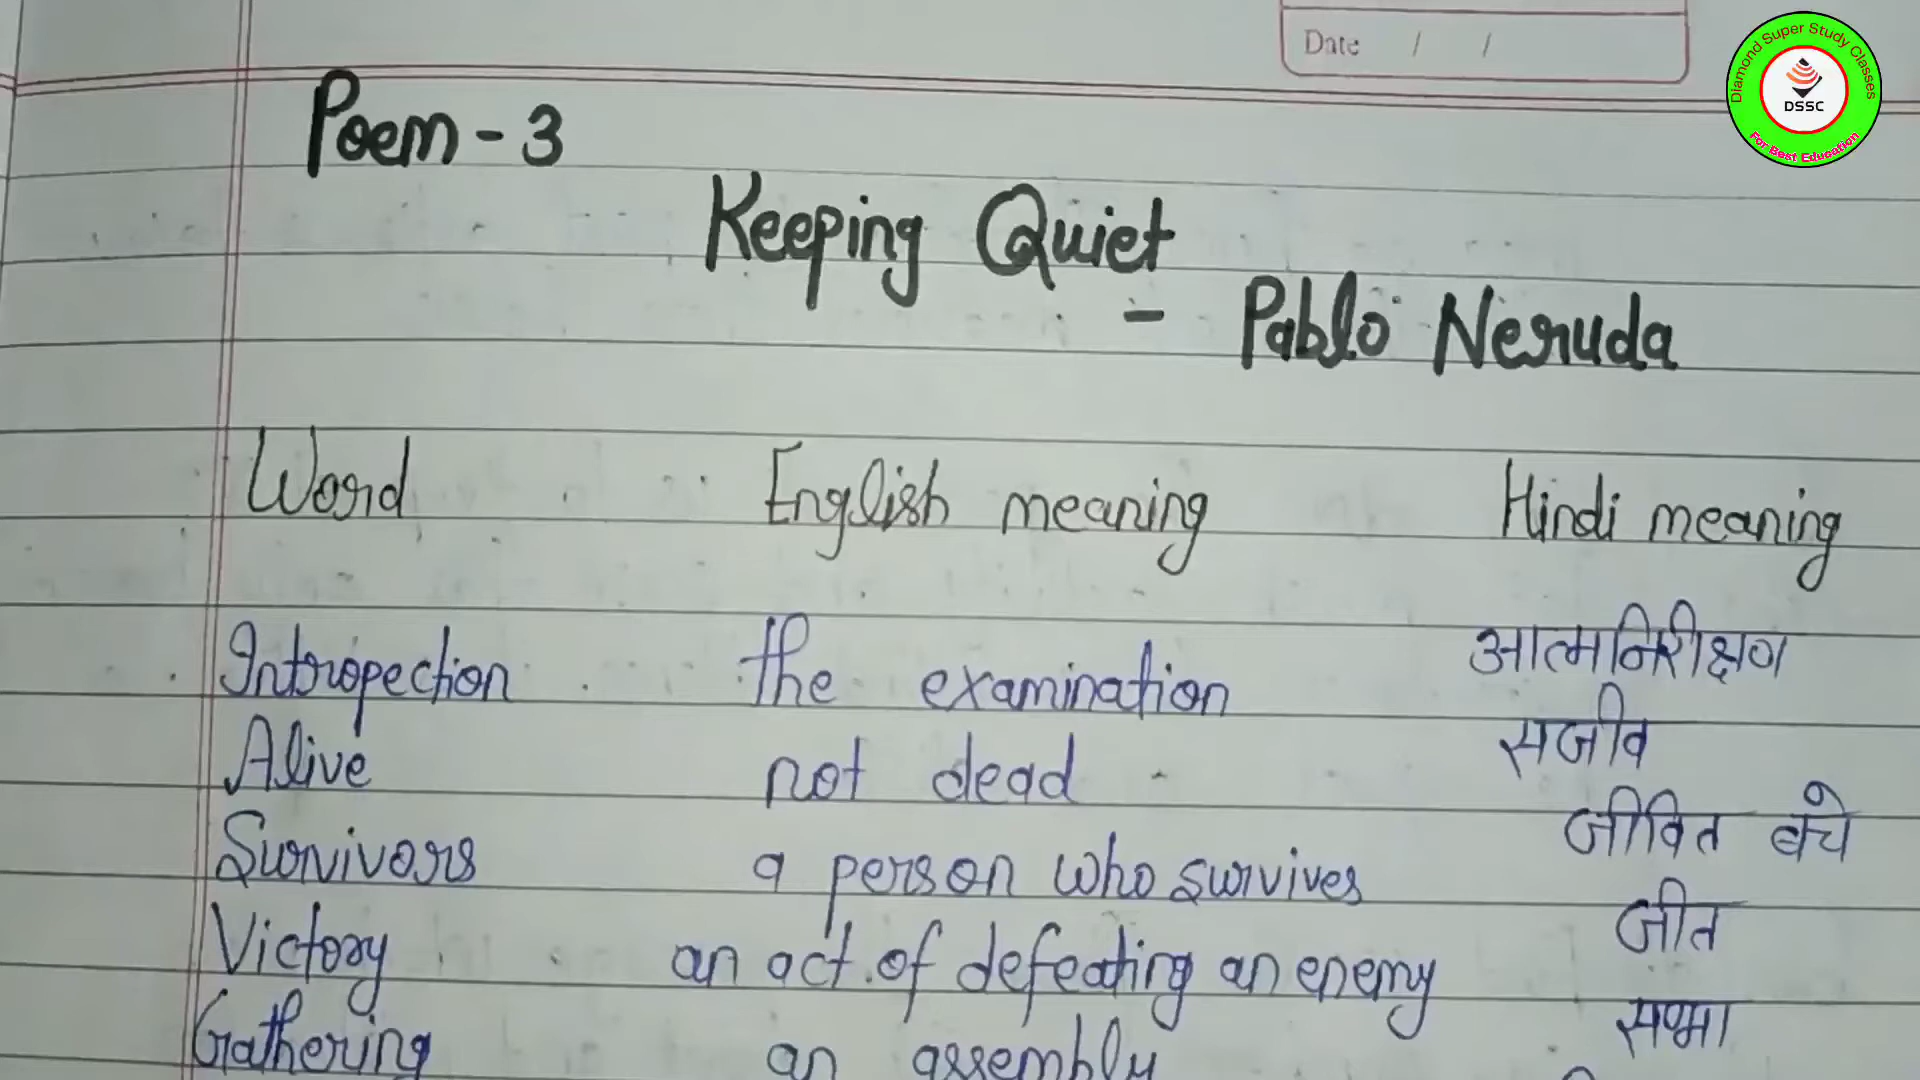 Date / /
Diamond Super Study Classes
DSSC
For Best Education
Poem - 3
Keeping Quiet
- Pablo Neruda
Word English meaning Hindi meaning
Intropection the examination आत्मनिरीक्षण
Alive not dead सजीव
Survivors a person who survives जीवित बचे
Victory an act of defeating an enemy जीत
Gathering an assembly